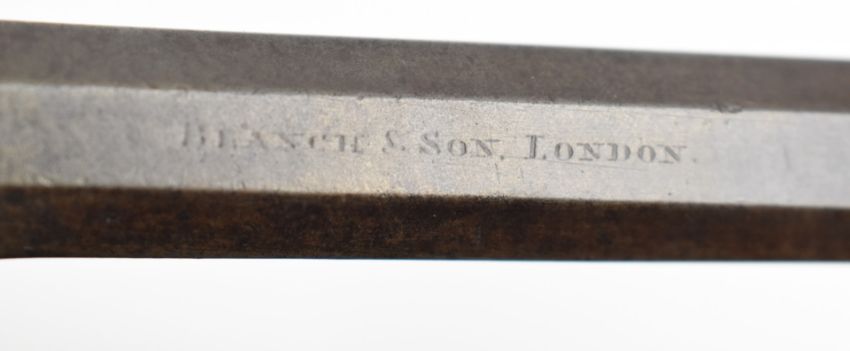 BLANCH & SON, LONDON.